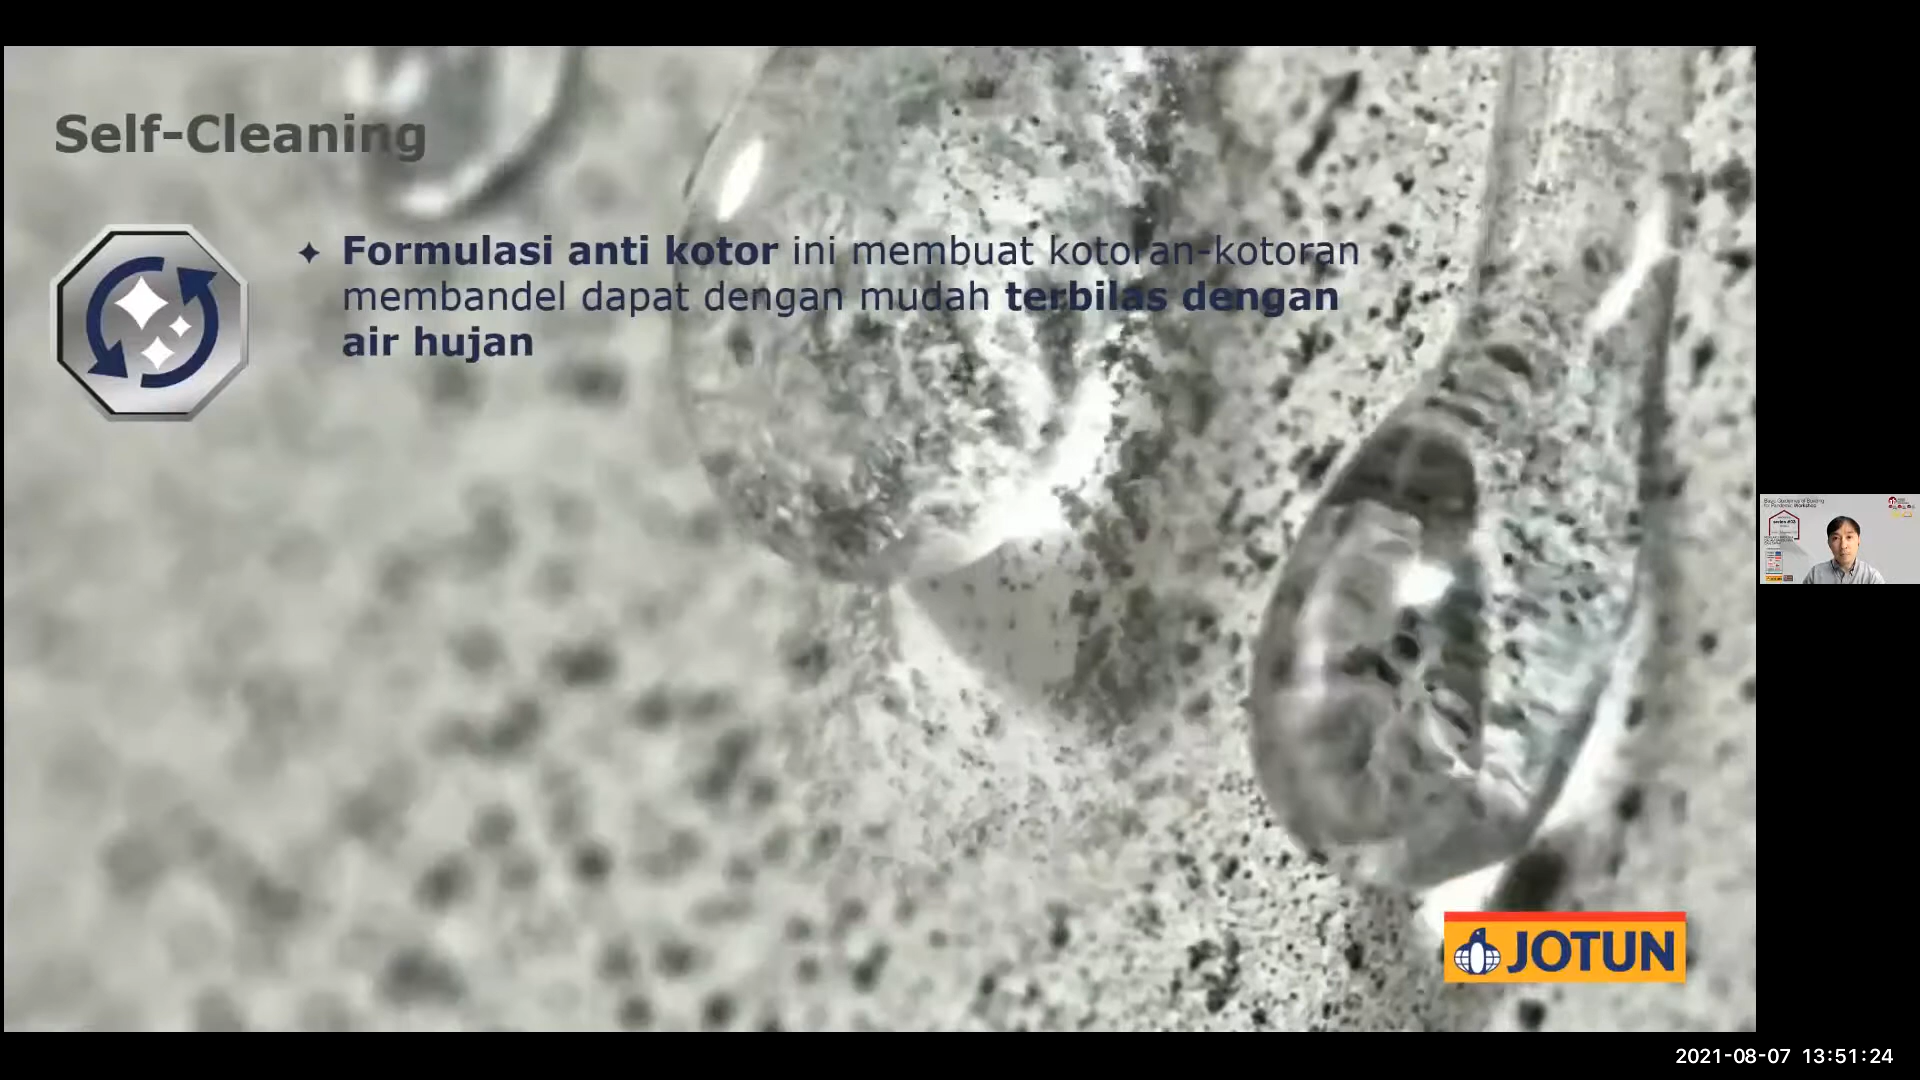 Self-Cleaning
Formulasi anti kotor ini membuat kotoran-kotoran
membandel dapat dengan mudah terbilas dengan
air hujan
JOTUN
2021-08-07 13:51:24